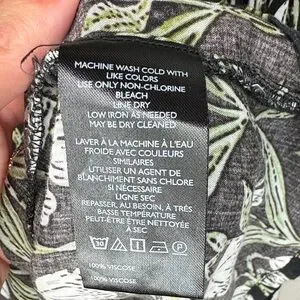 MACHINE WASH COLD WITH
LIKE COLORS
USE ONLY NON-CHLORINE
BLEACH
LINE DRY
LOW IRON AS NEEDED
MAY BE DRY CLEANED
LAVER À LA MACHINE À L'EAU
FROIDE AVEC COULEURS
SIMILAIRES
UTILISER UN AGENT DE
BLANCHIMENT SANS CHLORE
SI NÉCESSAIRE
LIGNE SEC
REPASSER, AU BESOIN, À TRÈS
BASSE TEMPÉRATURE
PEUT-ÊTRE ÊTRE NETTOYÉE
À SEC
30
P
100% VISCOSE
100% VISCOSE